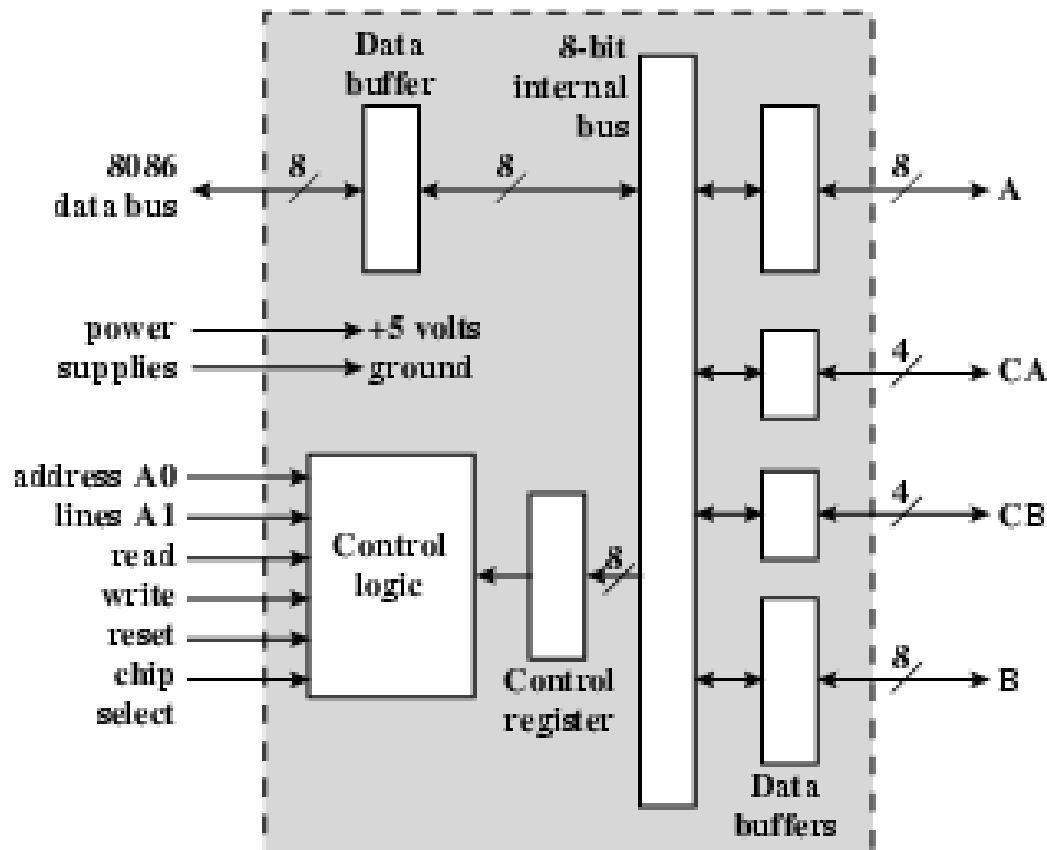 Data
buffer
8-bit
internal
bus
8086
data bus
8
8
8
A
power
supplies
+5 volts
ground
4
CA
address A0
lines A1
read
write
reset
chip
select
Control
logic
8
Control
register
4
CB
8
B
Data
buffers